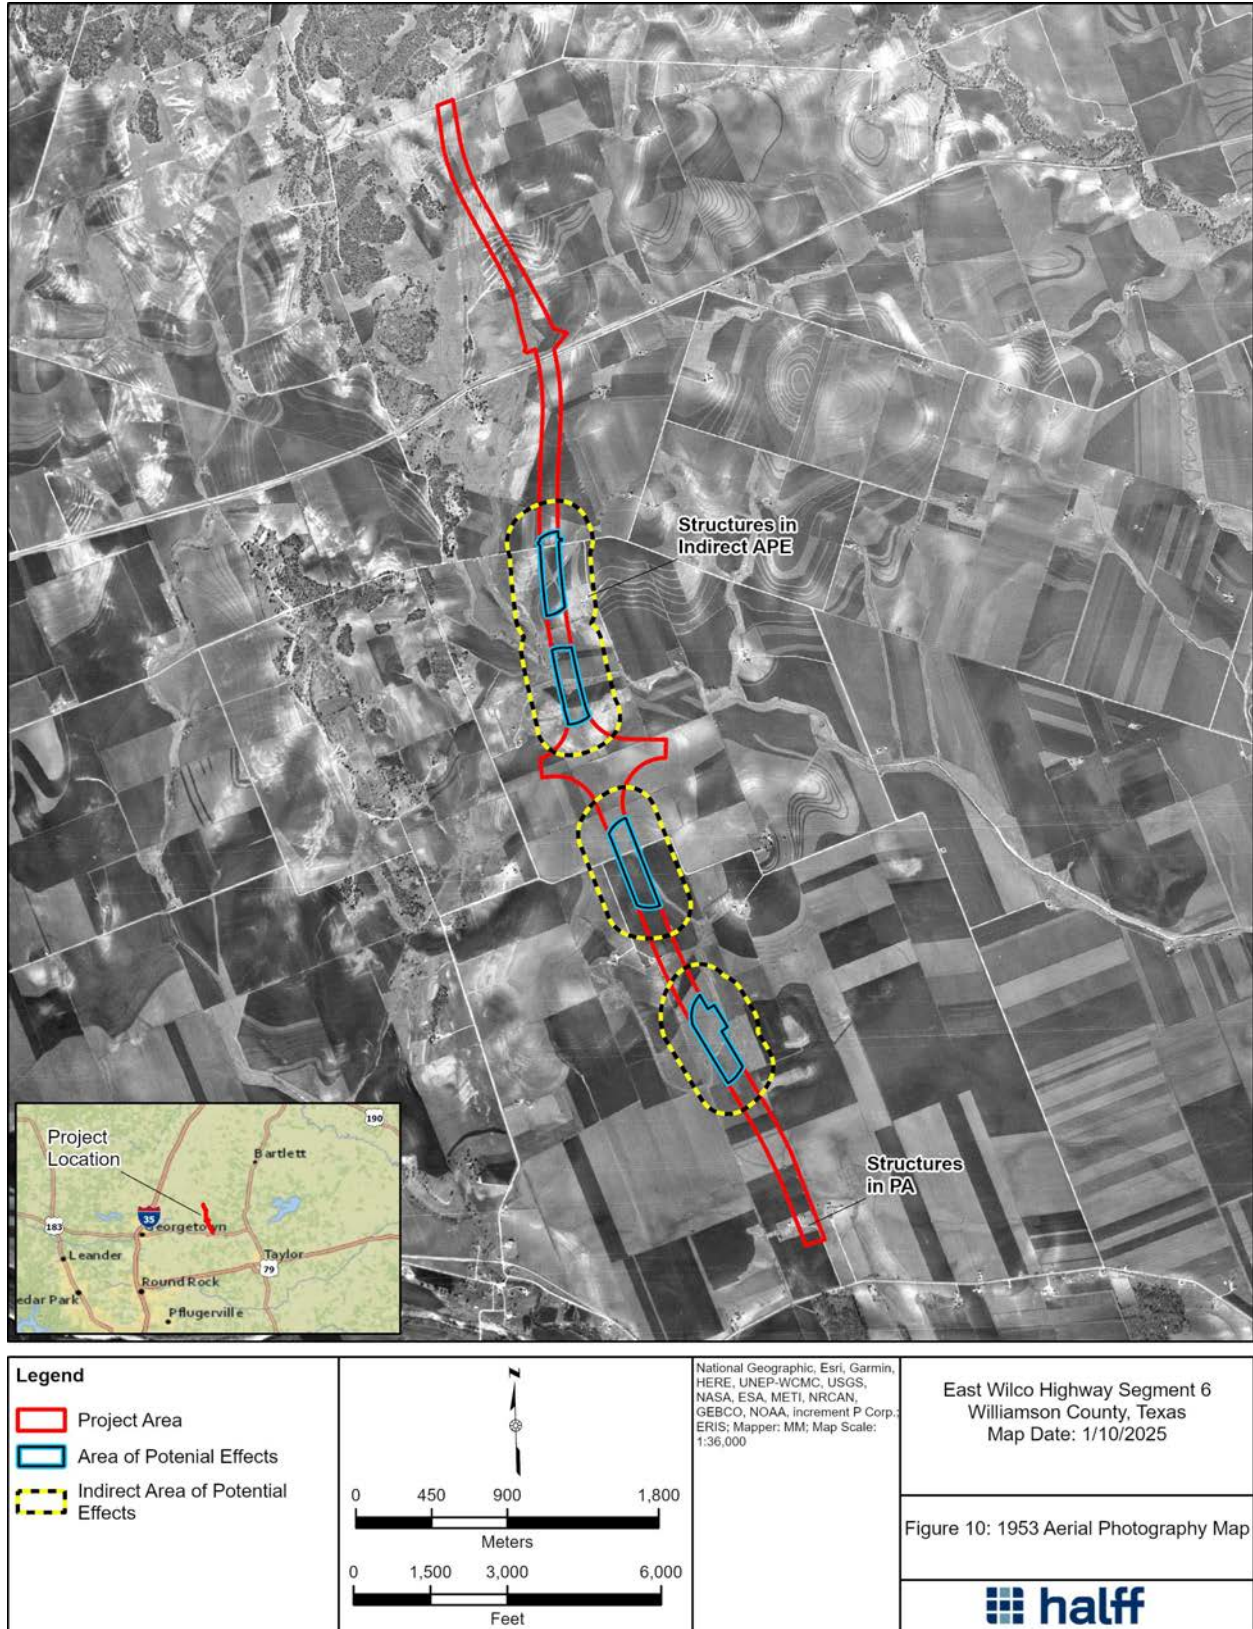 Structures in
Indirect APE
Structures
in PA
Project
Location
190
Bartlett
35
183
Georgetown
Leander
Taylor
79
Round Rock
edar Park
Pflugerville
Legend
Project Area
Area of Potenial Effects
Indirect Area of Potential
Effects
N
0 450 900 1,800
Meters
0 1,500 3,000 6,000
Feet
National Geographic, Esri, Garmin,
HERE, UNEP-WCMC, USGS,
NASA, ESA, METI, NRCAN,
GEBCO, NOAA, increment P Corp.;
ERIS; Mapper: MM; Map Scale:
1:36,000
East Wilco Highway Segment 6
Williamson County, Texas
Map Date: 1/10/2025
Figure 10: 1953 Aerial Photography Map
halff